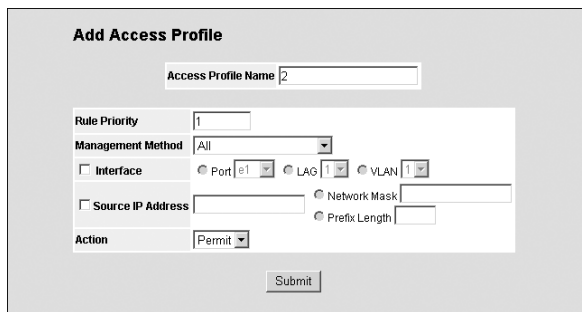 Add Access Profile
Access Profile Name 2
Rule Priority 1
Management Method All
Interface Port e1 LAG 1 VLAN 1
Source IP Address Network Mask
Prefix Length
Action Permit
Submit